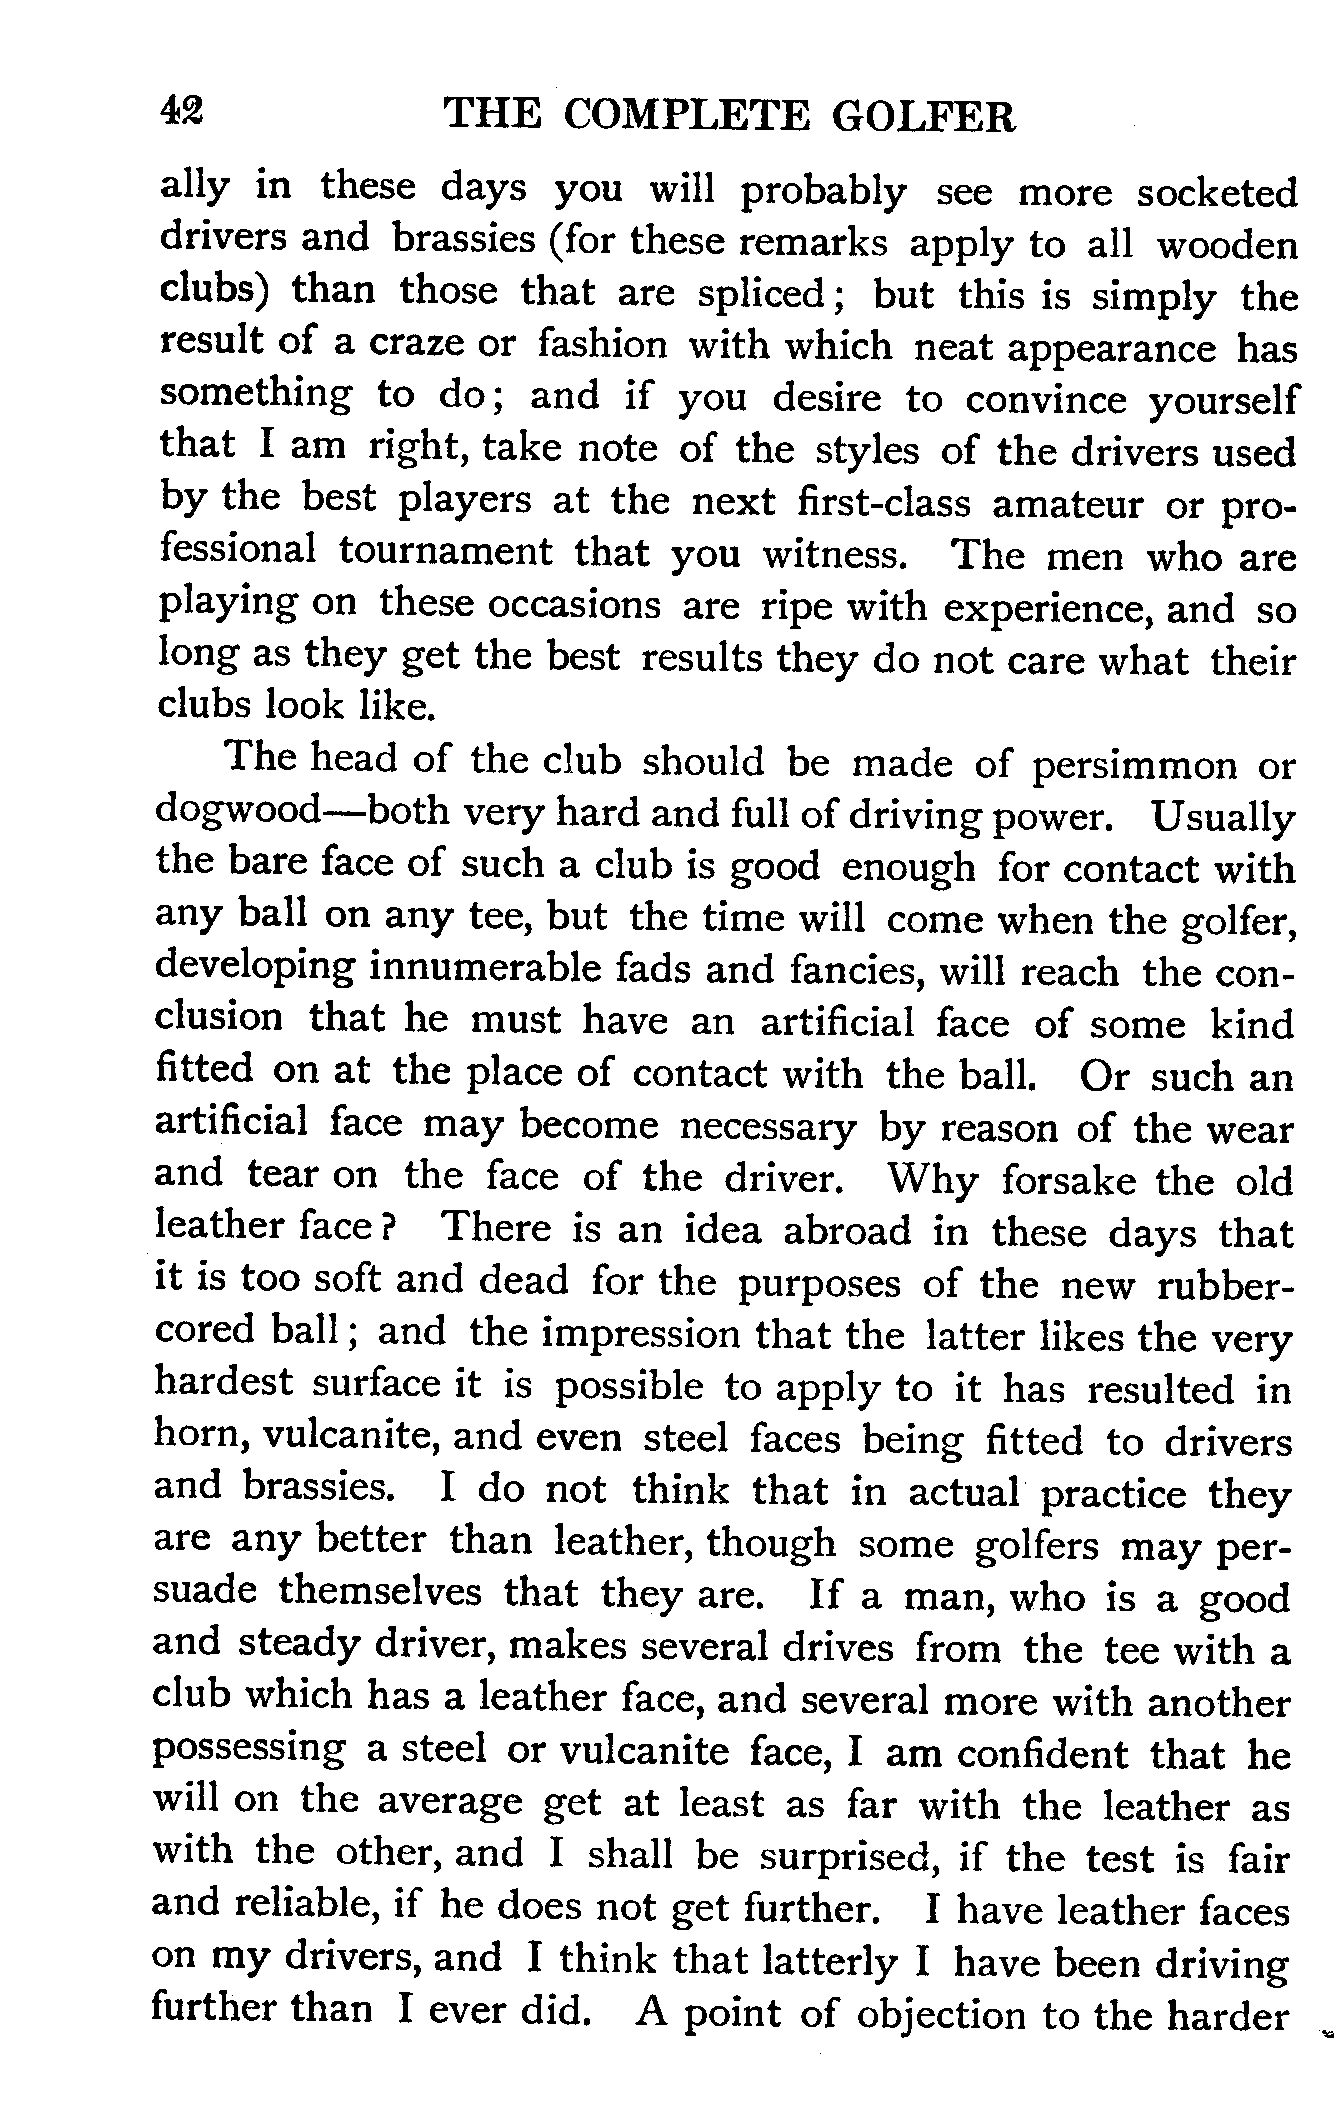 42 THE COMPLETE GOLFER
ally in these days you will probably see more socketed
drivers and brassies (for these remarks apply to all wooden
clubs) than those that are spliced; but this is simply the
result of a craze or fashion with which neat appearance has
something to do; and if you desire to convince yourself
that I am right, take note of the styles of the drivers used
by the best players at the next first-class amateur or pro-
fessional tournament that you witness. The men who are
playing on these occasions are ripe with experience, and so
long as they get the best results they do not care what their
clubs look like.
The head of the club should be made of persimmon or
dogwood—both very hard and full of driving power. Usually
the bare face of such a club is good enough for contact with
any ball on any tee, but the time will come when the golfer,
developing innumerable fads and fancies, will reach the con-
clusion that he must have an artificial face of some kind
fitted on at the place of contact with the ball. Or such an
artificial face may become necessary by reason of the wear
and tear on the face of the driver. Why forsake the old
leather face? There is an idea abroad in these days that
it is too soft and dead for the purposes of the new rubber-
cored ball; and the impression that the latter likes the very
hardest surface it is possible to apply to it has resulted in
horn, vulcanite, and even steel faces being fitted to drivers
and brassies. I do not think that in actual practice they
are any better than leather, though some golfers may per-
suade themselves that they are. If a man, who is a good
and steady driver, makes several drives from the tee with a
club which has a leather face, and several more with another
possessing a steel or vulcanite face, I am confident that he
will on the average get at least as far with the leather as
with the other, and I shall be surprised, if the test is fair
and reliable, if he does not get further. I have leather faces
on my drivers, and I think that latterly I have been driving
further than I ever did. A point of objection to the harder